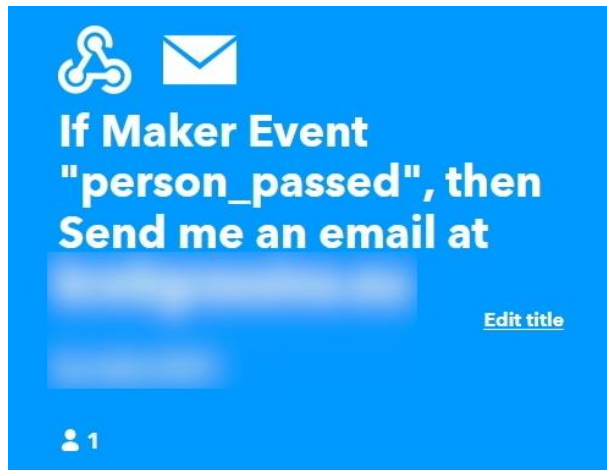 If Maker Event
"person_passed", then
Send me an email at
Edit title
1